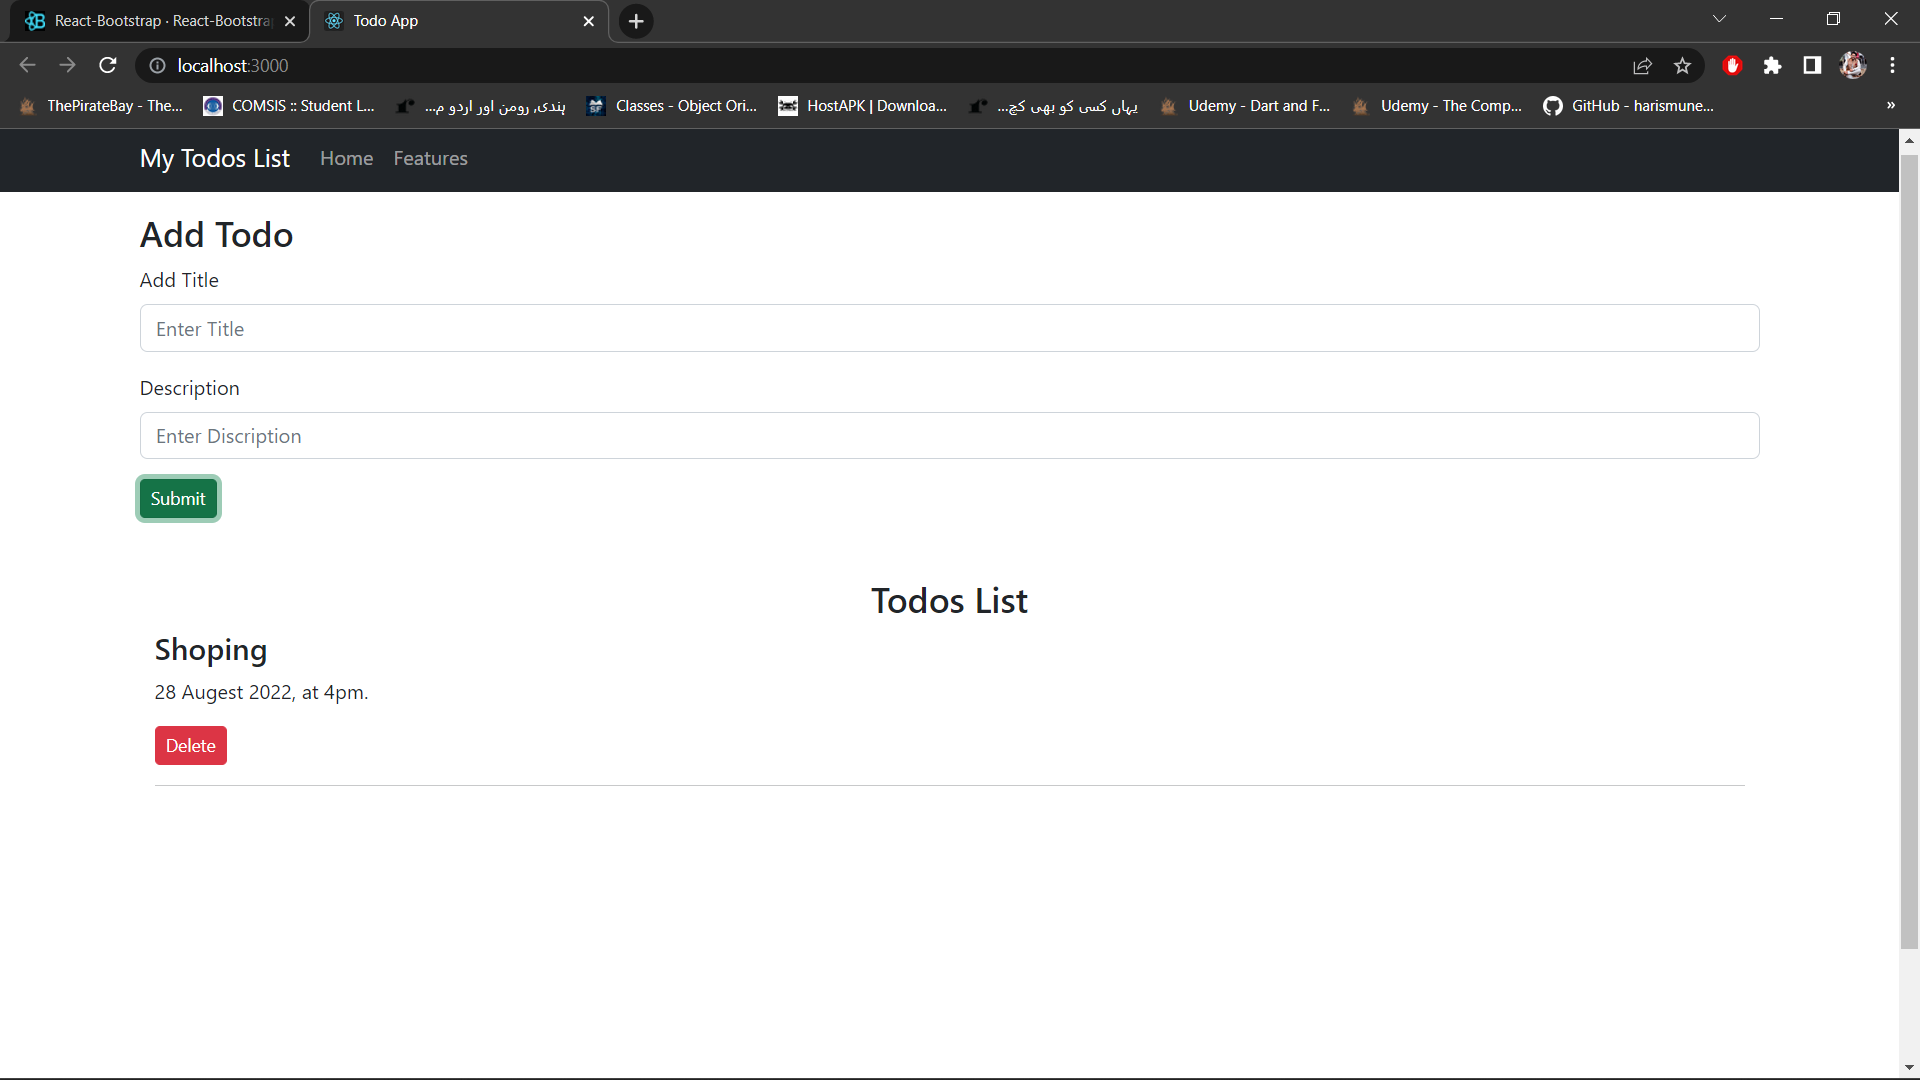 React-Bootstrap · React-Bootstra
Todo App
localhost:3000
ThePirateBay - The...
COMSIS :: Student L...
ہندی, رومن اور اردو م...
Classes - Object Ori...
HostAPK | Downloa...
یہاں کسی کو بھی کچ...
Udemy - Dart and F...
Udemy - The Comp...
GitHub - harismune...
»
My Todos List
Home
Features
Add Todo
Add Title
Enter Title
Description
Enter Discription
Submit
Todos List
Shoping
28 Augest 2022, at 4pm.
Delete